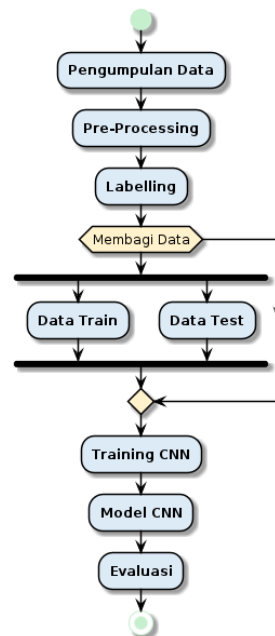 Pengumpulan Data
Pre-Processing
Labelling
Membagi Data
Data Train
Data Test
Training CNN
Model CNN
Evaluasi